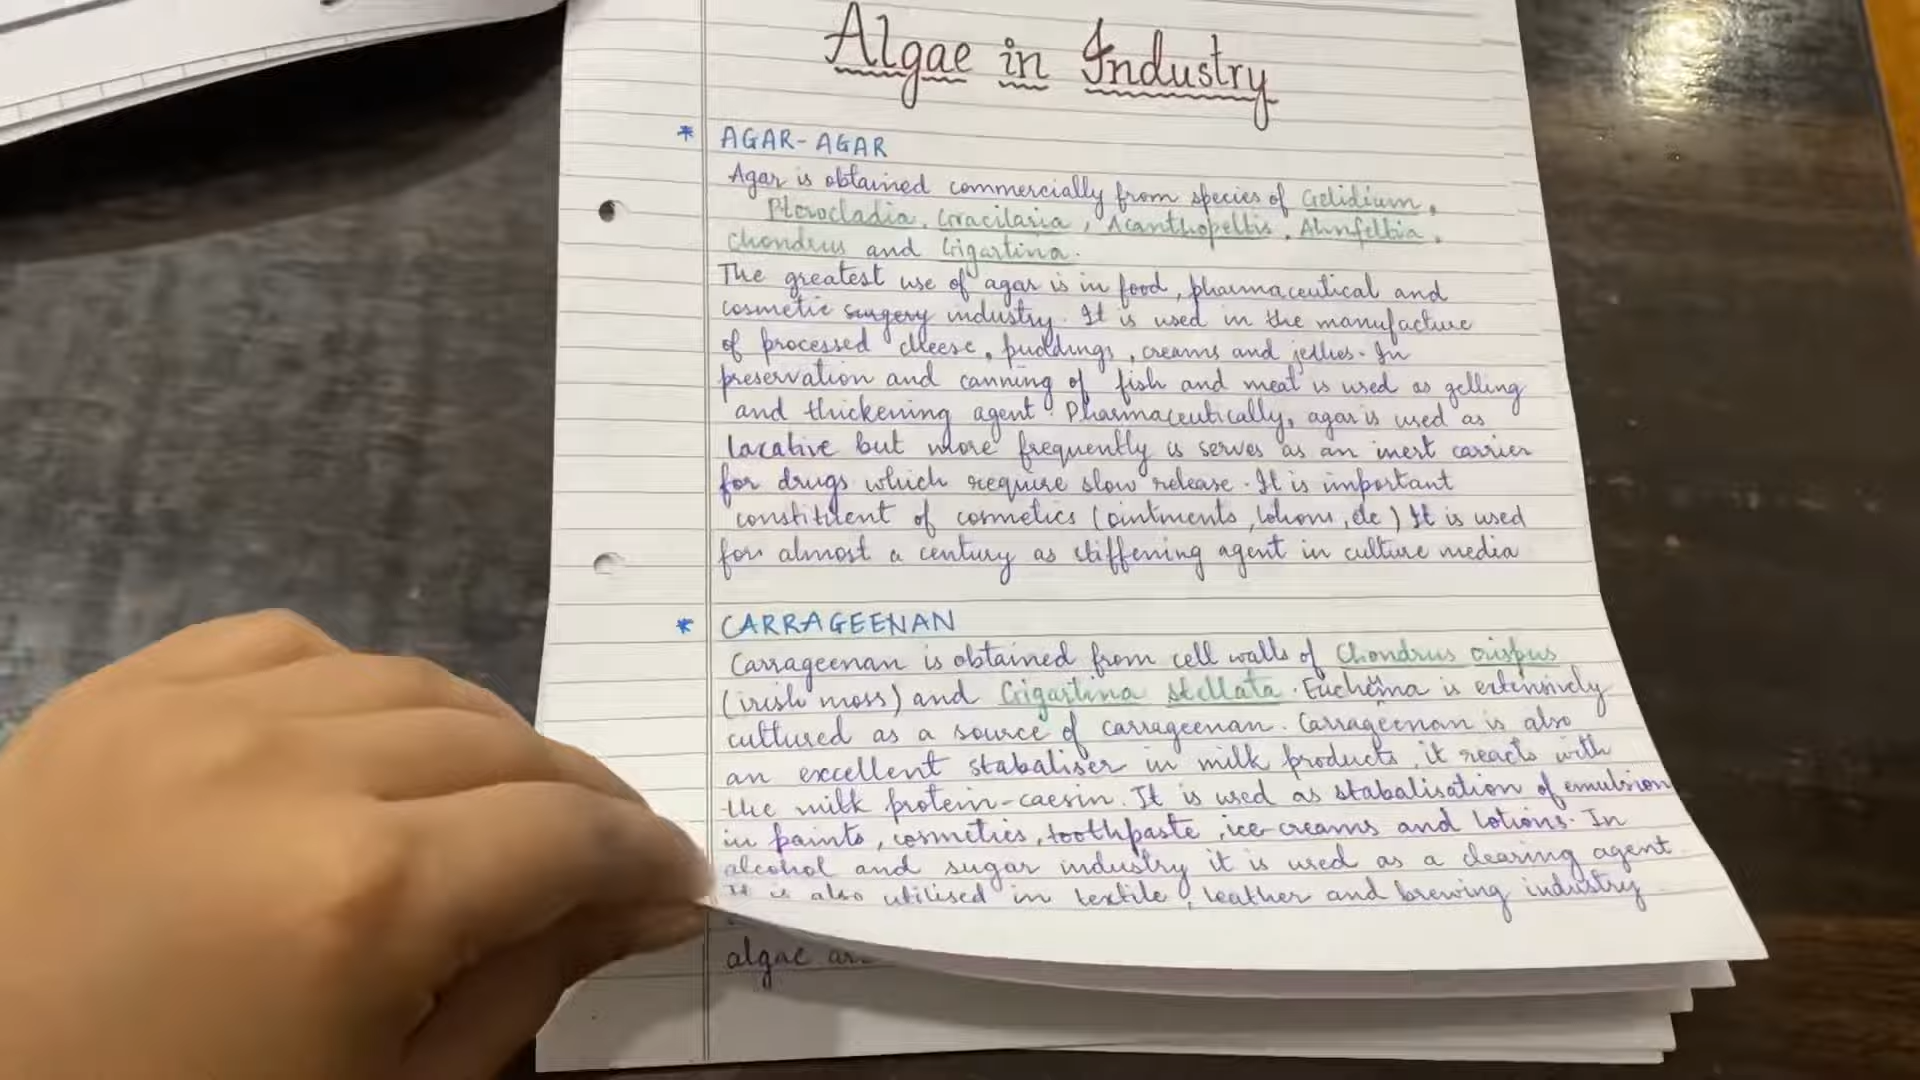 Algae in Industry
* AGAR-AGAR
Agar is obtained commercially from species of Gelidium,
Pterocladia, Gracilaria, Acanthopeltis, Ahnfeltia,
Chondrus and Gigartina.
The greatest use of agar is in food, pharmaceutical and
cosmetic surgery industry. It is used in the manufacture
of processed cheese, puddings, creams and jellies. In
preservation and canning of fish and meat is used as gelling
and thickening agent. Pharmaceutically, agar is used as
laxative but more frequently is serves as an inert carrier
for drugs which require slow release. It is important
constituent of cosmetics (ointments, lotions, etc) It is used
for almost a century as stiffening agent in culture media
* CARRAGEENAN
Carrageenan is obtained from cell walls of Chondrus crispus
(irish moss) and Gigartina stellata. Euchema is extensively
cultured as a source of carrageenan. Carrageenan is also
an excellent stabaliser in milk products, it reacts with
the milk protein-caesin. It is used as stabalisation of emulsion
in paints, cosmetics, toothpaste, ice-creams and lotions. In
alcohol and sugar industry it is used as a clearing agent.
It is also utilised in textile, leather and brewing industry
algae